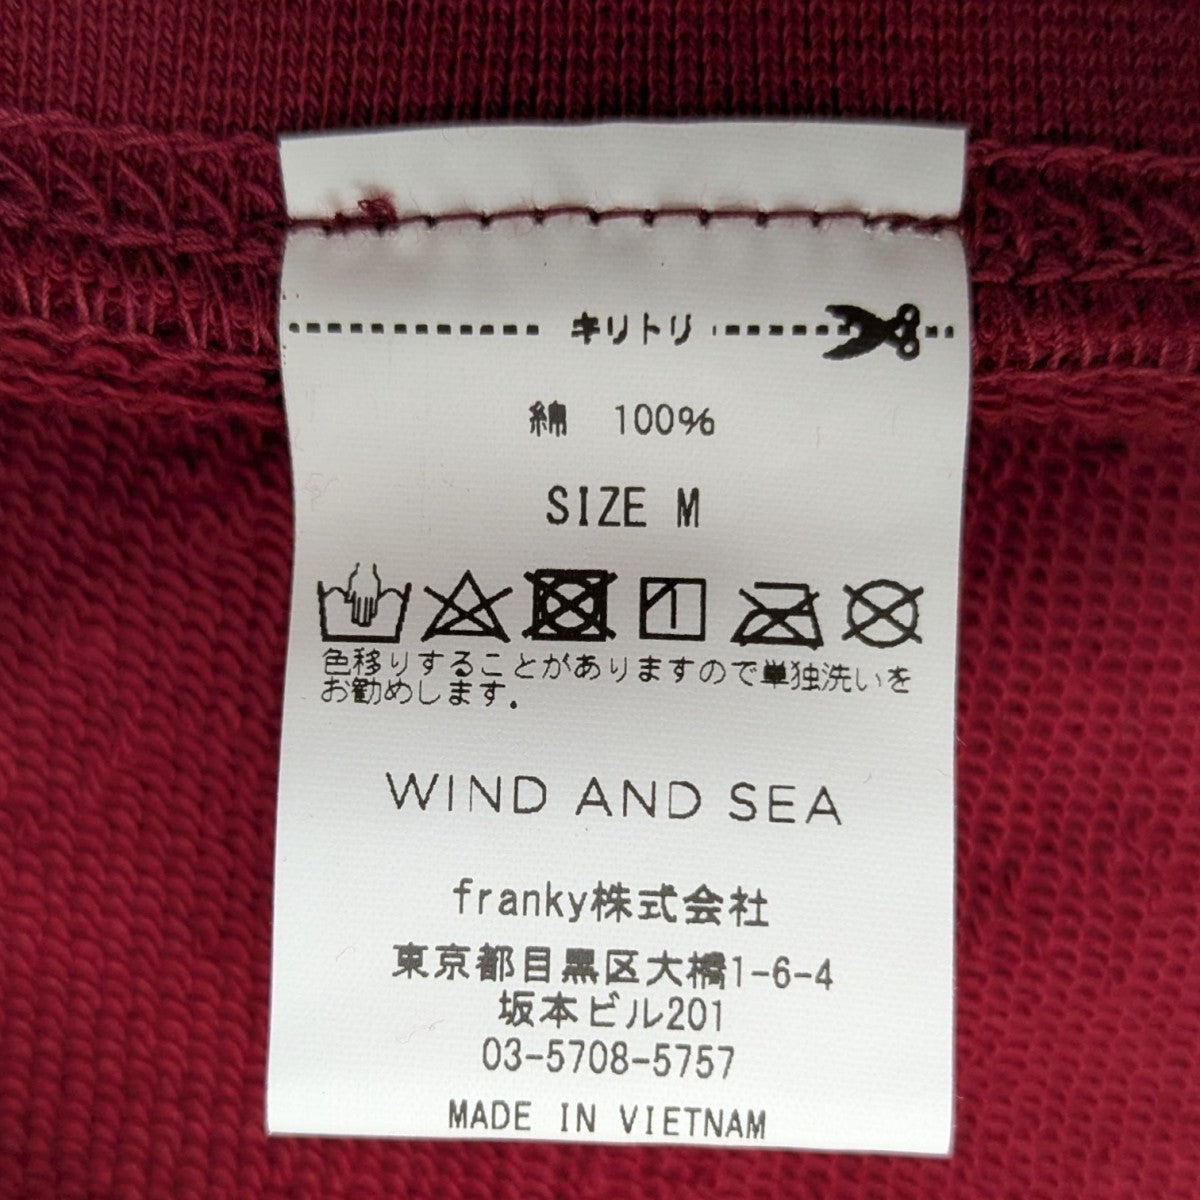 キリトリ
綿 100%
SIZE M
色移りすることがありますので単独洗いを
お勧めします.
WIND AND SEA
franky株式会社
東京都目黒区大橋1-6-4
坂本ビル201
03-5708-5757
MADE IN VIETNAM